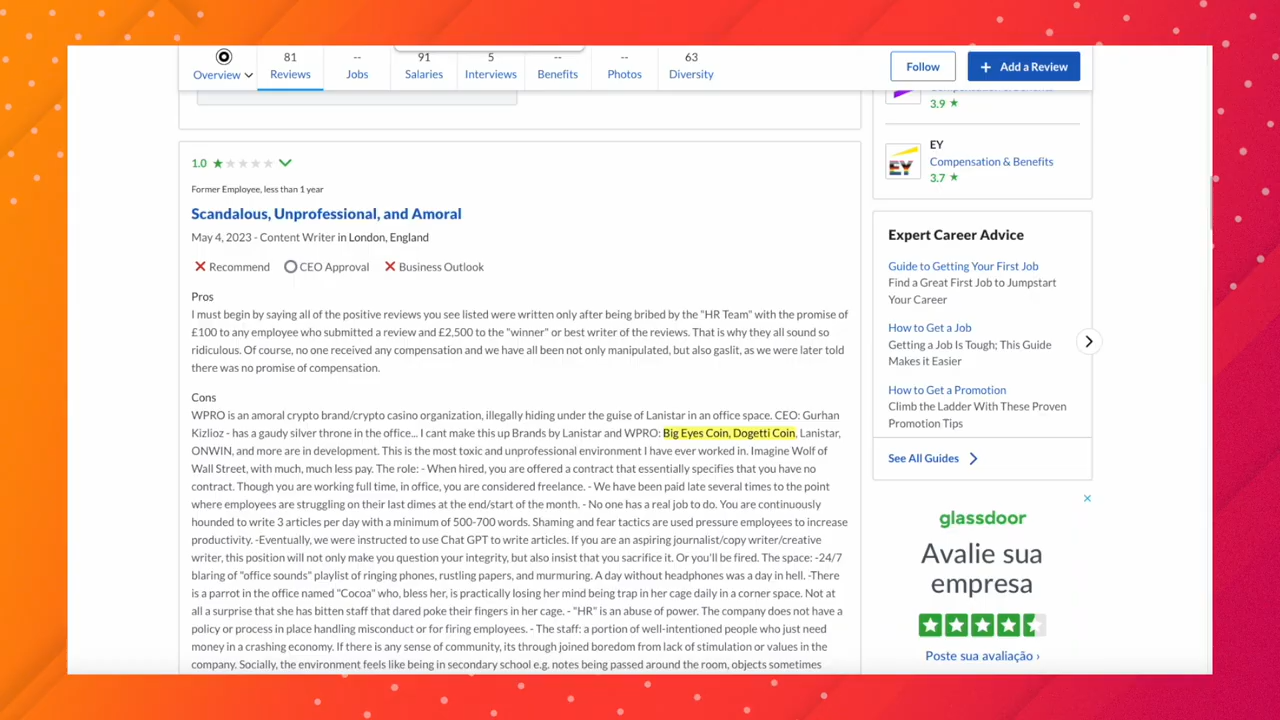 Overview
81
Reviews
--
Jobs
91
Salaries
5
Interviews
--
Benefits
--
Photos
63
Diversity
Follow
+ Add a Review
1.0
Former Employee, less than 1 year
Scandalous, Unprofessional, and Amoral
May 4, 2023 - Content Writer in London, England
Recommend
CEO Approval
Business Outlook
Pros
I must begin by saying all of the positive reviews you see listed were written only after being bribed by the "HR Team" with the promise of
£100 to any employee who submitted a review and £2,500 to the "winner" or best writer of the reviews. That is why they all sound so
ridiculous. Of course, no one received any compensation and we have all been not only manipulated, but also gaslit, as we were later told
there was no promise of compensation.
Cons
WPRO is an amoral crypto brand/crypto casino organization, illegally hiding under the guise of Lanistar in an office space. CEO: Gurhan
Kizlioz - has a gaudy silver throne in the office... I cant make this up Brands by Lanistar and WPRO: Big Eyes Coin, Dogetti Coin, Lanistar,
ONWIN, and more are in development. This is the most toxic and unprofessional environment I have ever worked in. Imagine Wolf of
Wall Street, with much, much less pay. The role: - When hired, you are offered a contract that essentially specifies that you have no
contract. Though you are working full time, in office, you are considered freelance. - We have been paid late several times to the point
where employees are struggling on their last dimes at the end/start of the month. - No one has a real job to do. You are continuously
hounded to write 3 articles per day with a minimum of 500-700 words. Shaming and fear tactics are used pressure employees to increase
productivity. -Eventually, we were instructed to use Chat GPT to write articles. If you are an aspiring journalist/copy writer/creative
writer, this position will not only make you question your integrity, but also insist that you sacrifice it. Or you'll be fired. The space: -24/7
blaring of "office sounds" playlist of ringing phones, rustling papers, and murmuring. A day without headphones was a day in hell. -There
is a parrot in the office named "Cocoa" who, bless her, is practically losing her mind being trap in her cage daily in a corner space. Not at
all a surprise that she has bitten staff that dared poke their fingers in her cage. - "HR" is an abuse of power. The company does not have a
policy or process in place handling misconduct or for firing employees. - The staff: a portion of well-intentioned people who just need
money in a crashing economy. If there is any sense of community, its through joined boredom from lack of stimulation or values in the
company. Socially, the environment feels like being in secondary school e.g. notes being passed around the room, objects sometimes
3.9
EY
EY
Compensation & Benefits
3.7
Expert Career Advice
Guide to Getting Your First Job
Find a Great First Job to Jumpstart
Your Career
How to Get a Job
Getting a Job Is Tough; This Guide
Makes it Easier
How to Get a Promotion
Climb the Ladder With These Proven
Promotion Tips
See All Guides
glassdoor
Avalie sua
empresa
Poste sua avaliação ›